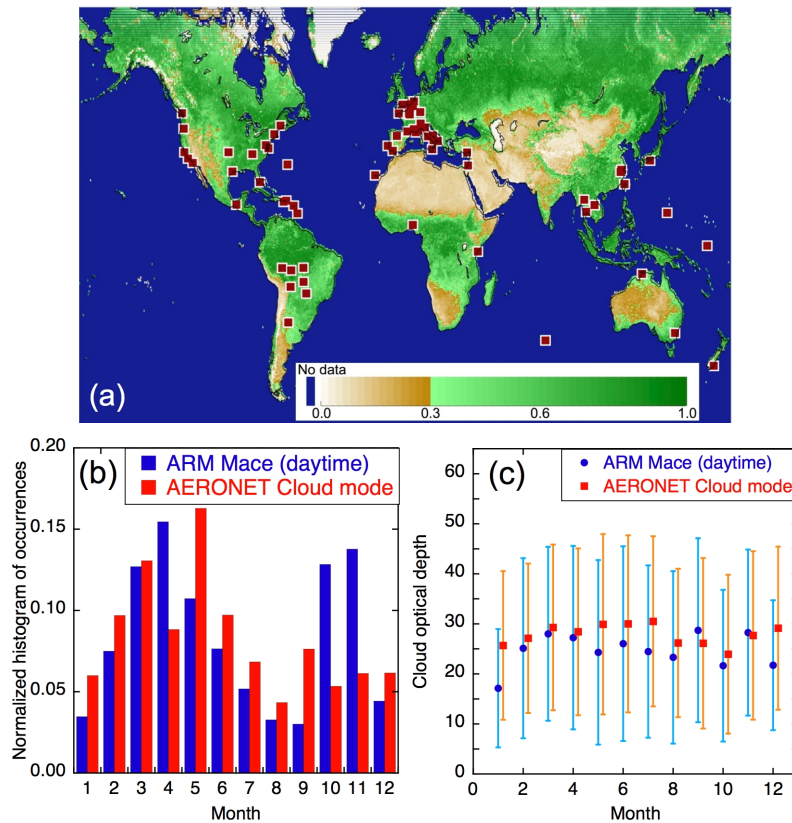 No data
0.0 0.3 0.6 1.0
(a)
(b)
ARM Mace (daytime)
AERONET Cloud mode
Normalized histogram of occurrences
0.20
0.15
0.10
0.05
0.00
1 2 3 4 5 6 7 8 9 10 11 12
Month
(c)
ARM Mace (daytime)
AERONET Cloud mode
Cloud optical depth
60
50
40
30
20
10
0
0 2 4 6 8 10 12
Month